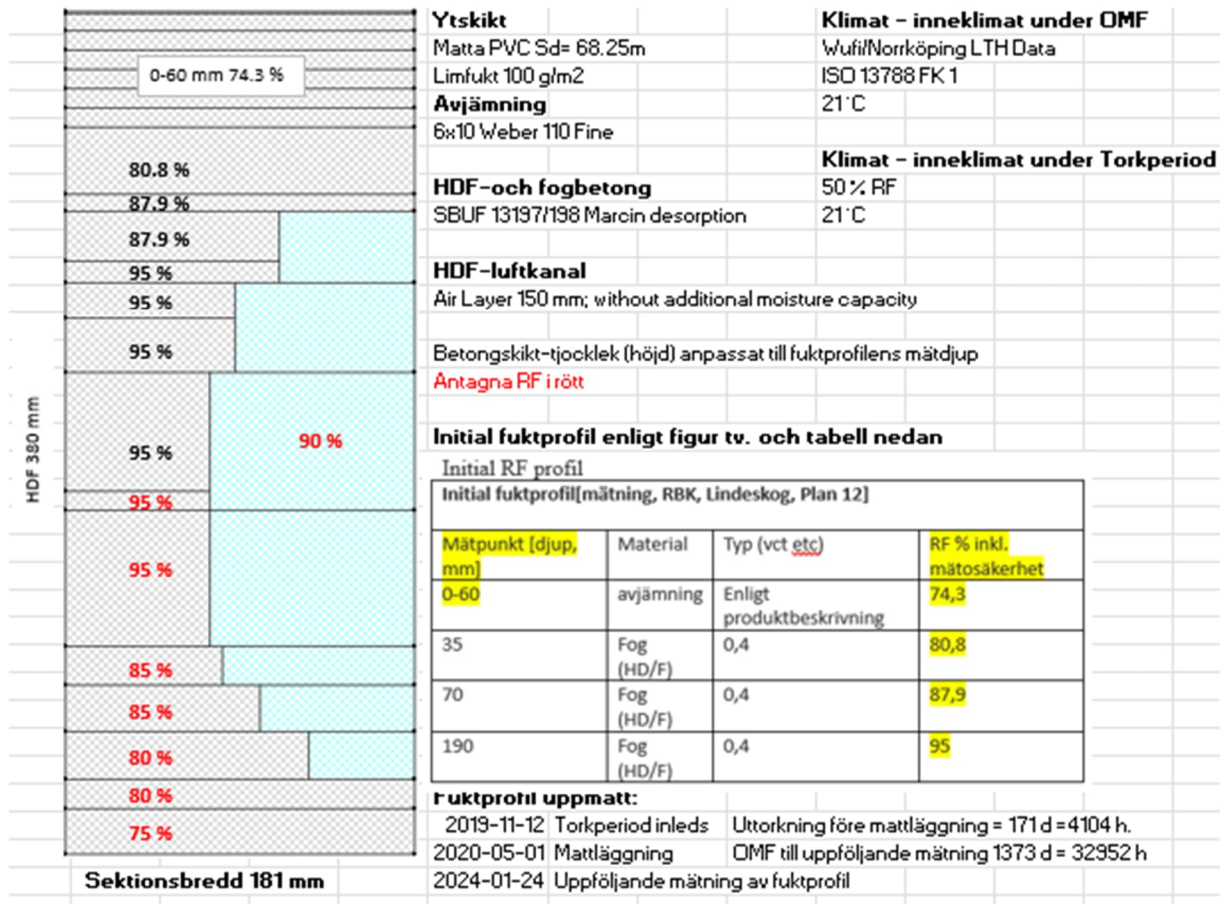 Ytskikt
Klimat - inneklimat under OMF
Matta PVC Sd= 68.25m
Wufi/Norrköping LTH Data
Limfukt 100 g/m2
ISO 13788 FK 1
Avjämning
21°C
6x10 Weber 110 Fine
Klimat - inneklimat under Torkperiod
HDF-och fogbetong
50% RF
SBUF 13197/198 Marcin desorption
21°C
HDF-luftkanal
Air Layer 150 mm; without additional moisture capacity
Betongskikt-tjocklek (höjd) anpassat till fuktprofilens mätdjup
Antagna RF i rött
Initial fuktprofil enligt figur tv. och tabell nedan
0-60 mm 74.3 %
80.8 %
87.9 %
87.9 %
95 %
95 %
95 %
95 %
90 %
95 %
95 %
85 %
85 %
80 %
80 %
75 %
HDF 380 mm
Sektionsbredd 181 mm
Initial RF profil
Initial fuktprofil[mätning, RBK, Lindeskog, Plan 12]
Mätpunkt [djup, mm]
Material
Typ (vct etc)
RF % inkl. mätosäkerhet
0-60
avjämning
Enligt produktbeskrivning
74,3
35
Fog (HD/F)
0,4
80,8
70
Fog (HD/F)
0,4
87,9
190
Fog (HD/F)
0,4
95
Fuktprofil uppmätt:
2019-11-12 Torkperiod inleds Uttorkning före mattläggning = 171 d =4104 h.
2020-05-01 Mattläggning OMF till uppföljande mätning 1373 d = 32952 h
2024-01-24 Uppföljande mätning av fuktprofil